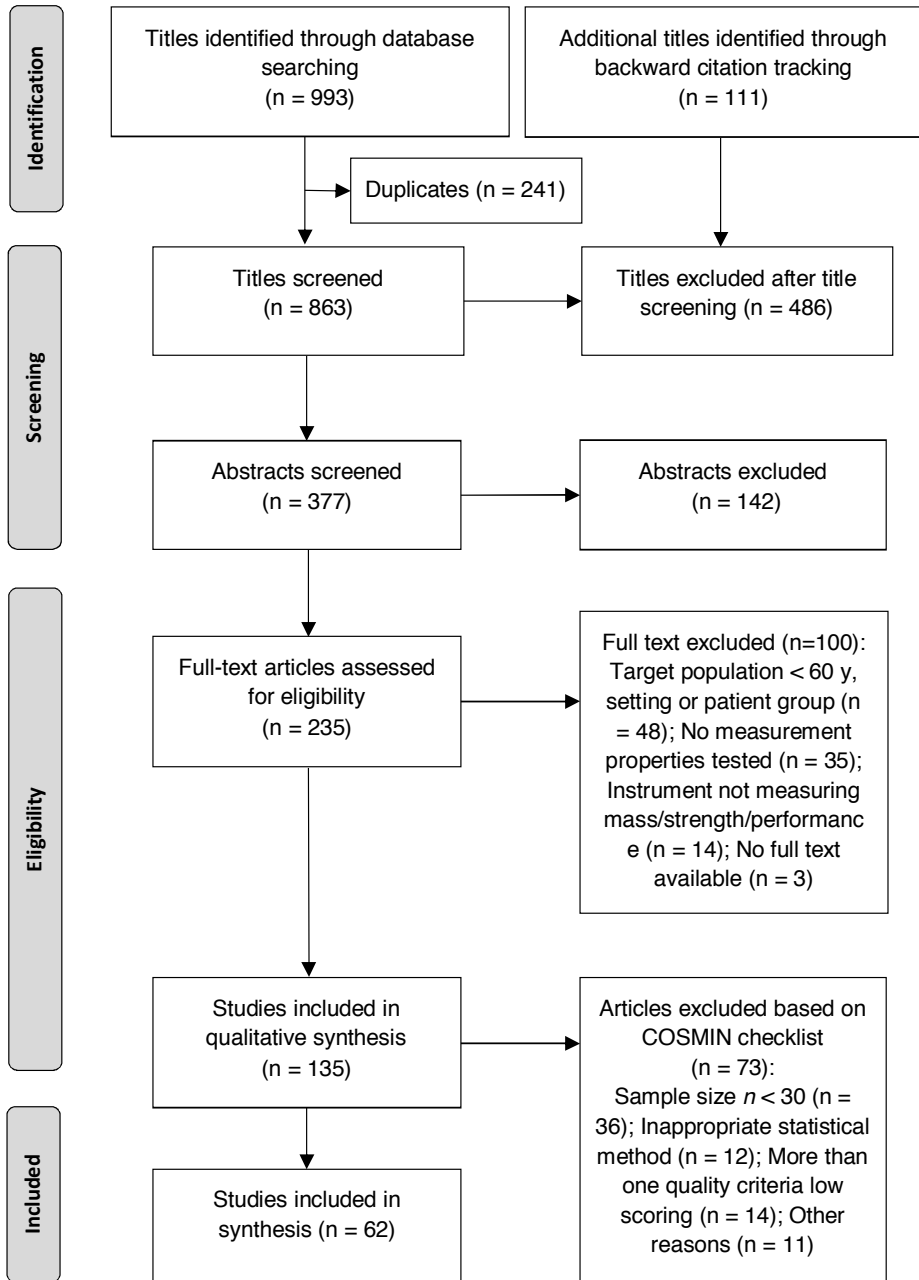 Identification
Titles identified through database
searching
(n = 993)
Additional titles identified through
backward citation tracking
(n = 111)
Duplicates (n = 241)
Screening
Titles screened
(n = 863)
Titles excluded after title
screening (n = 486)
Abstracts screened
(n = 377)
Abstracts excluded
(n = 142)
Eligibility
Full-text articles assessed
for eligibility
(n = 235)
Full text excluded (n=100):
Target population < 60 y,
setting or patient group (n
= 48); No measurement
properties tested (n = 35);
Instrument not measuring
mass/strength/performanc
e (n = 14); No full text
available (n = 3)
Studies included in
qualitative synthesis
(n = 135)
Articles excluded based on
COSMIN checklist
(n = 73):
Sample size n < 30 (n =
36); Inappropriate statistical
method (n = 12); More than
one quality criteria low
scoring (n = 14); Other
reasons (n = 11)
Included
Studies included in
synthesis (n = 62)